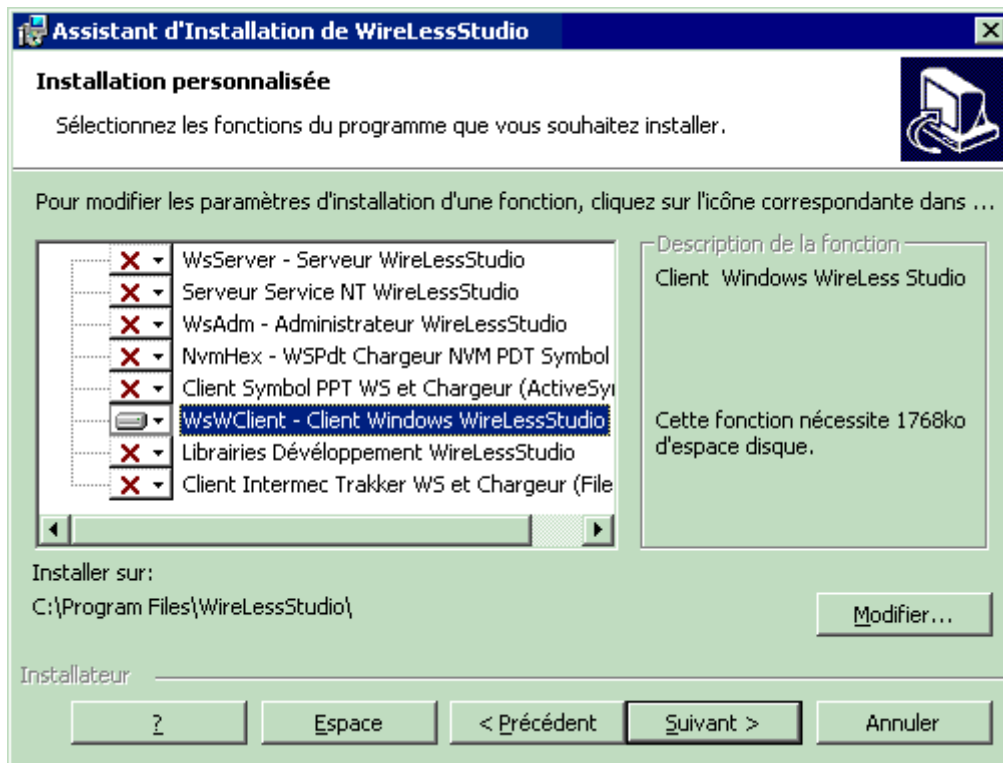 Assistant d'Installation de WireLessStudio
Installation personnalisée
Sélectionnez les fonctions du programme que vous souhaitez installer.
Pour modifier les paramètres d'installation d'une fonction, cliquez sur l'icône correspondante dans ...
WsServer - Serveur WireLessStudio
Serveur Service NT WireLessStudio
WsAdm - Administrateur WireLessStudio
NvmHex - WSPdt Chargeur NVM PDT Symbol
Client Symbol PPT WS et Chargeur (ActiveSy
WsWClient - Client Windows WireLessStudio
Librairies Dévéloppement WireLessStudio
Client Intermec Trakker WS et Chargeur (File
Description de la fonction
Client Windows WireLess Studio
Cette fonction nécessite 1768ko
d'espace disque.
Installer sur:
C:\Program Files\WireLessStudio\
Modifier...
Installateur
?
Espace
< Précédent
Suivant >
Annuler